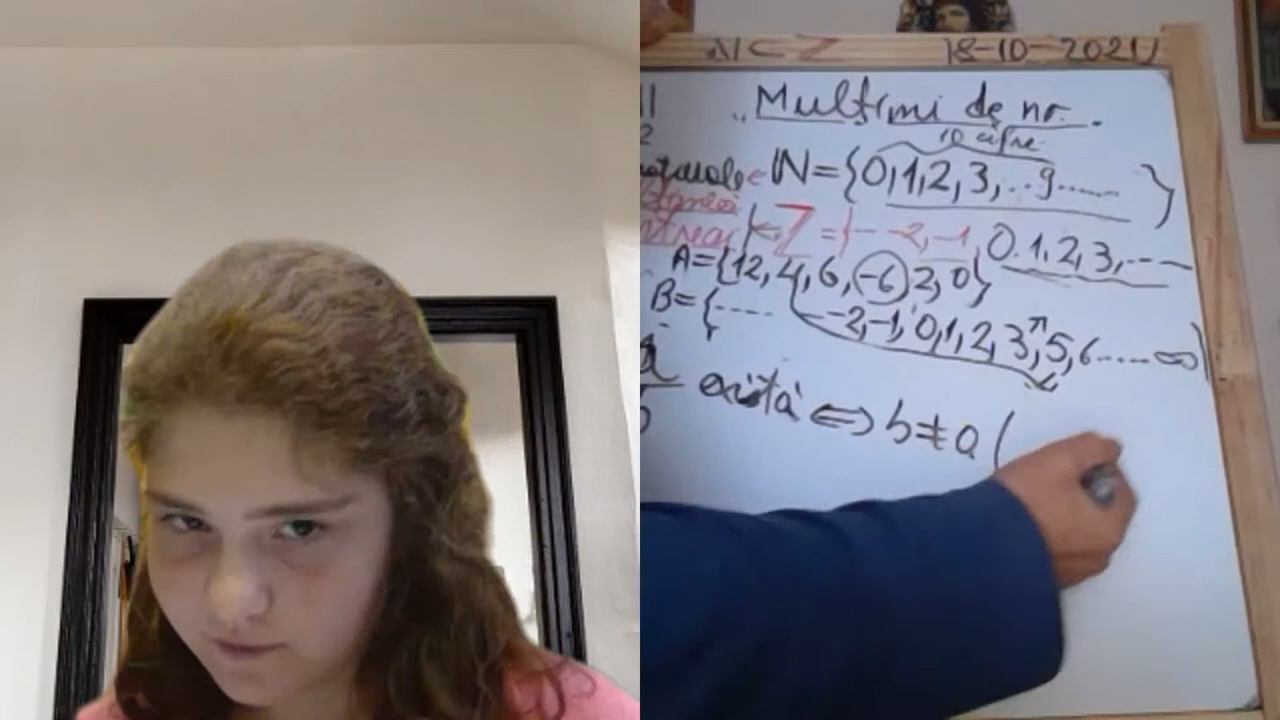 18-10-2021
"Multimi de nr.
10 cifre
N={0,1,2,3,..9......}
Z={-- -2,-1, 0,1,2,3,----
A={12,4,6,-6,2,0}
B={---- ---2,-1,0,1,2,3,π,5,6.....∞)
există ⇔ b≠0 (